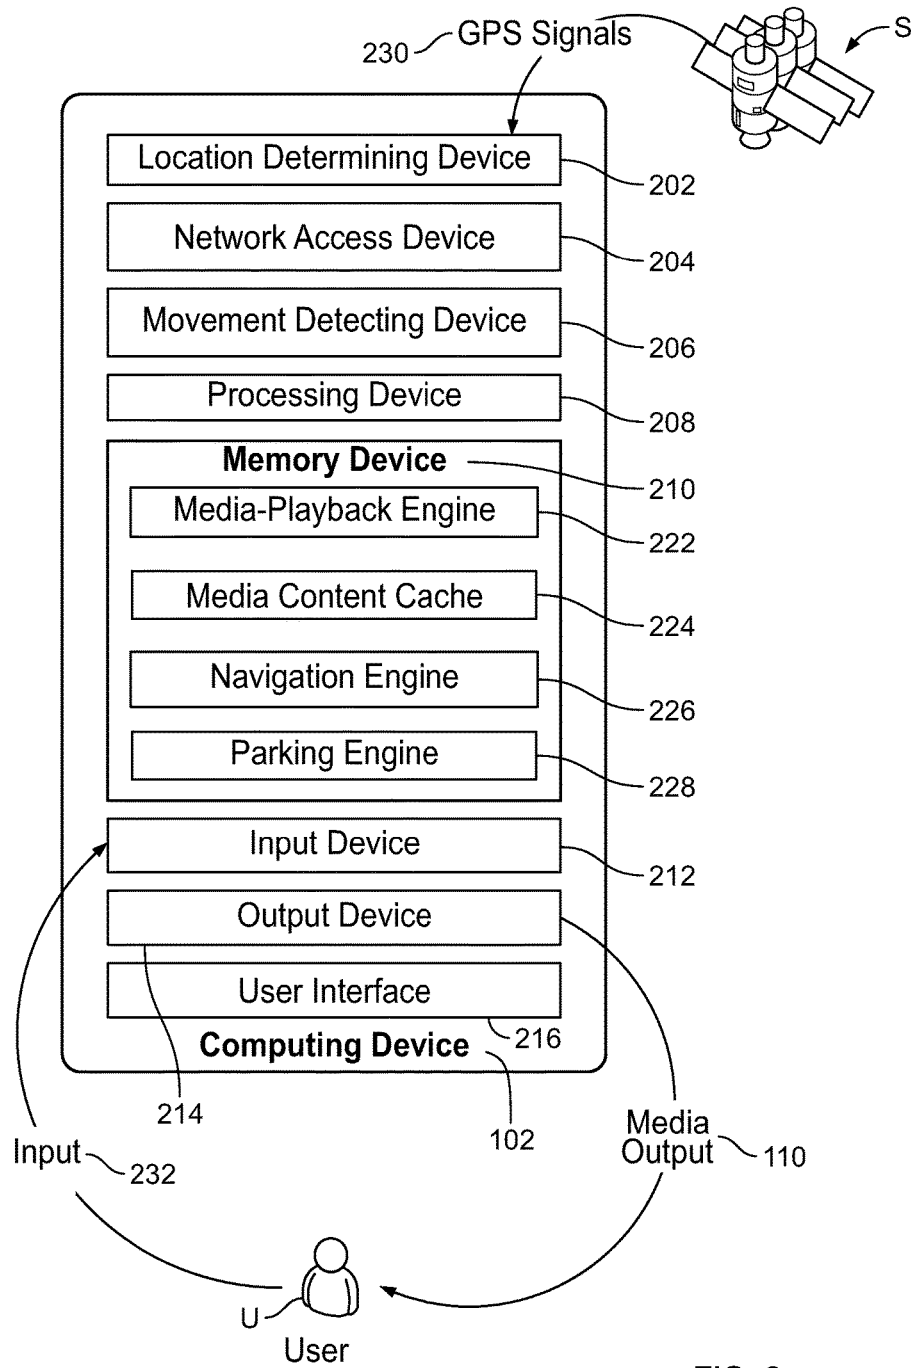 230 GPS Signals
S
Location Determining Device
202
Network Access Device
204
Movement Detecting Device
206
Processing Device
208
Memory Device
210
Media-Playback Engine
222
Media Content Cache
224
Navigation Engine
226
Parking Engine
228
Input Device
212
Output Device
User Interface
216
Computing Device
214
102
Media
Output
110
Input
232
U
User